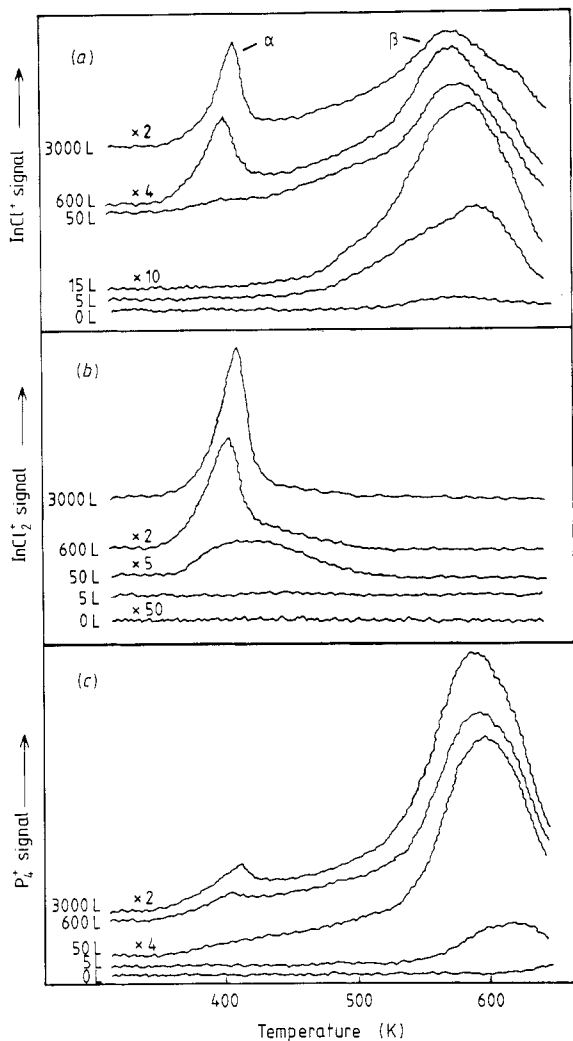 (a)
α
β
InCl⁺ signal
×2
3000 L
×4
600 L
50 L
×10
15 L
5 L
0 L
(b)
InCl₂⁺ signal
3000 L
×2
600 L
×5
50 L
5 L
×50
0 L
(c)
P₄⁺ signal
×2
3000 L
600 L
×4
50 L
5 L
0 L
400
500
600
Temperature (K)